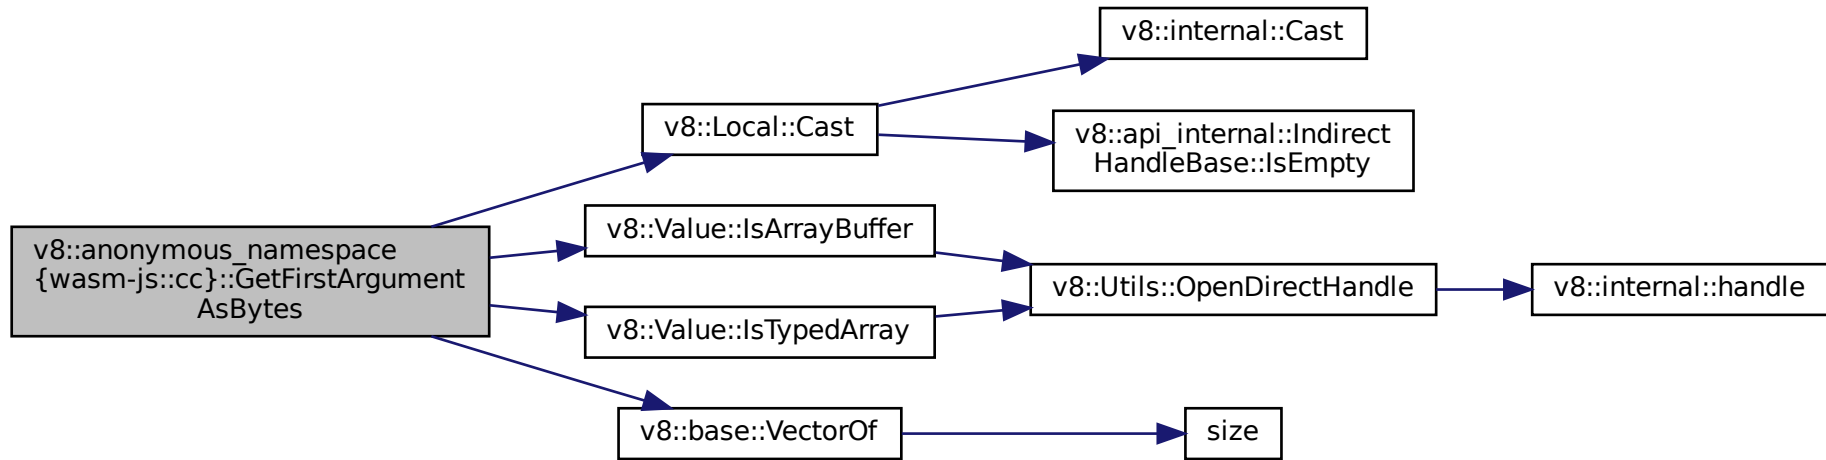 v8::internal::Cast
v8::Local::Cast
v8::api_internal::Indirect
HandleBase::IsEmpty
v8::anonymous_namespace
{wasm-js::cc}::GetFirstArgument
AsBytes
v8::Value::IsArrayBuffer
v8::Utils::OpenDirectHandle
v8::internal::handle
v8::Value::IsTypedArray
v8::base::VectorOf
size